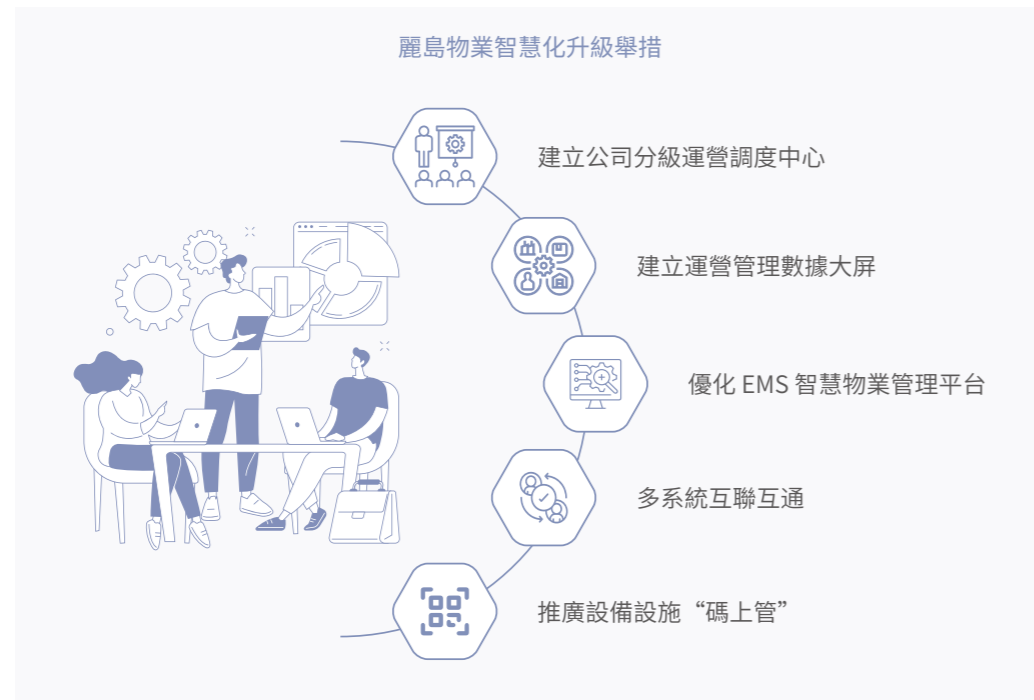 麗島物業智慧化升級舉措
建立公司分級運營調度中心
建立運營管理數據大屏
優化 EMS 智慧物業管理平台
多系統互聯互通
推廣設備設施“碼上管”